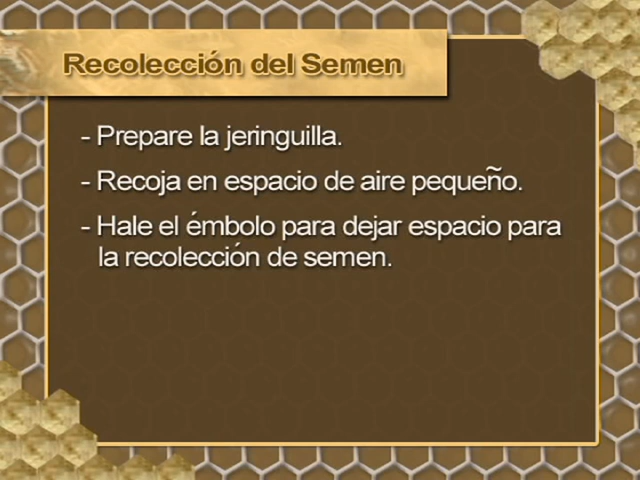 Recolección del Semen
- Prepare la jeringuilla.
- Recoja en espacio de aire pequeño.
- Hale el émbolo para dejar espacio para
la recolección de semen.